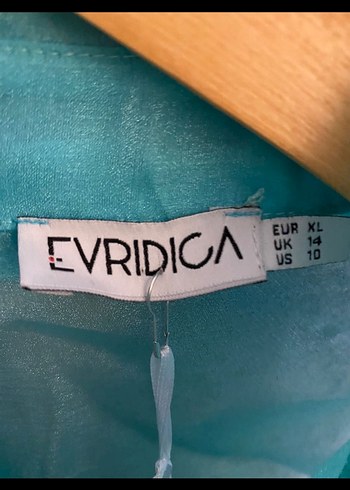 EVRIDICA
EUR XL
UK 14
US 10